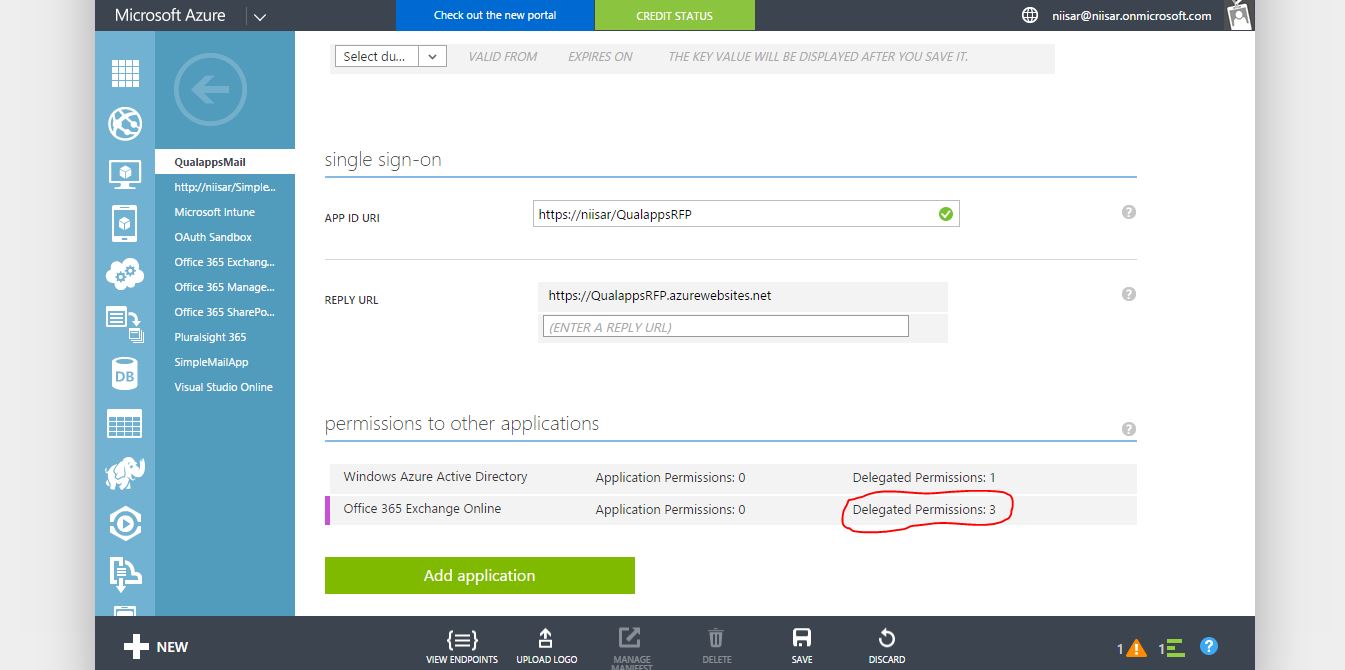 Microsoft Azure
Check out the new portal
CREDIT STATUS
niisar@niisar.onmicrosoft.com
Select du...
VALID FROM
EXPIRES ON
THE KEY VALUE WILL BE DISPLAYED AFTER YOU SAVE IT.
QualappsMail
http://niisar/Simple...
Microsoft Intune
OAuth Sandbox
Office 365 Exchang...
Office 365 Manage...
Office 365 SharePo...
Pluralsight 365
SimpleMailApp
Visual Studio Online
DB
single sign-on
APP ID URI
https://niisar/QualappsRFP
?
REPLY URL
https://QualappsRFP.azurewebsites.net
?
(ENTER A REPLY URL)
permissions to other applications
?
Windows Azure Active Directory
Application Permissions: 0
Delegated Permissions: 1
Office 365 Exchange Online
Application Permissions: 0
Delegated Permissions: 3
Add application
NEW
VIEW ENDPOINTS
UPLOAD LOGO
MANAGE
MANIFEST
DELETE
SAVE
DISCARD
1
1
?